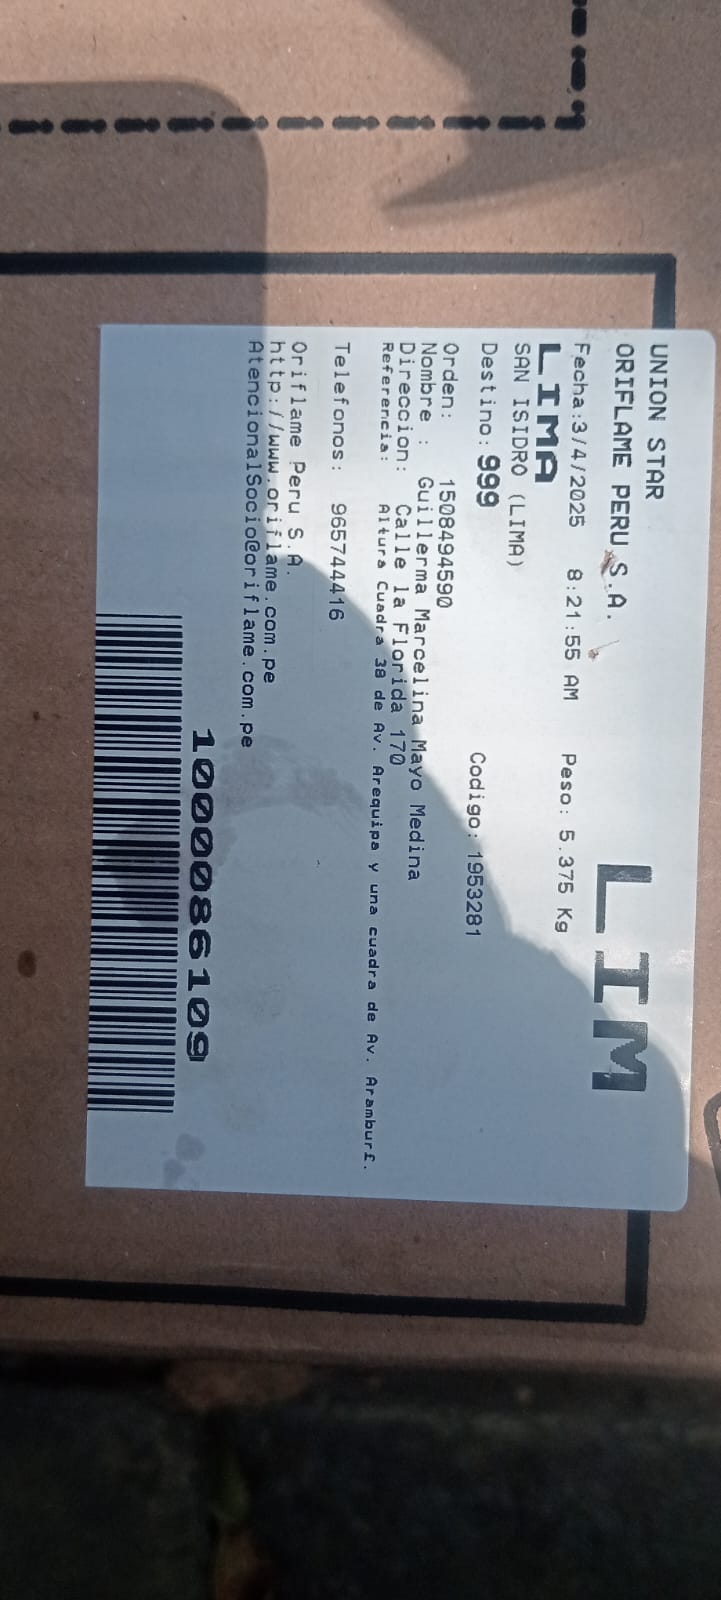 UNION STAR
ORIFLAME PERU S.A.
LIM
Fecha:3/4/2025 8:21:55 AM Peso: 5.375 Kg
LIMA
SAN ISIDRO (LIMA)
Destino: 999 Codigo: 1953281
Orden: 1508494590
Nombre : Guillerma Marcelina Mayo Medina
Direccion: Calle la Florida 170
Referencia: Altura Cuadra 38 de Av. Arequipa y una cuadra de Av. Arambur£.
Telefonos: 965744416
Oriflame Peru S.A.
http://www.oriflame.com.pe
AtencionalSocio@oriflame.com.pe
1000086109